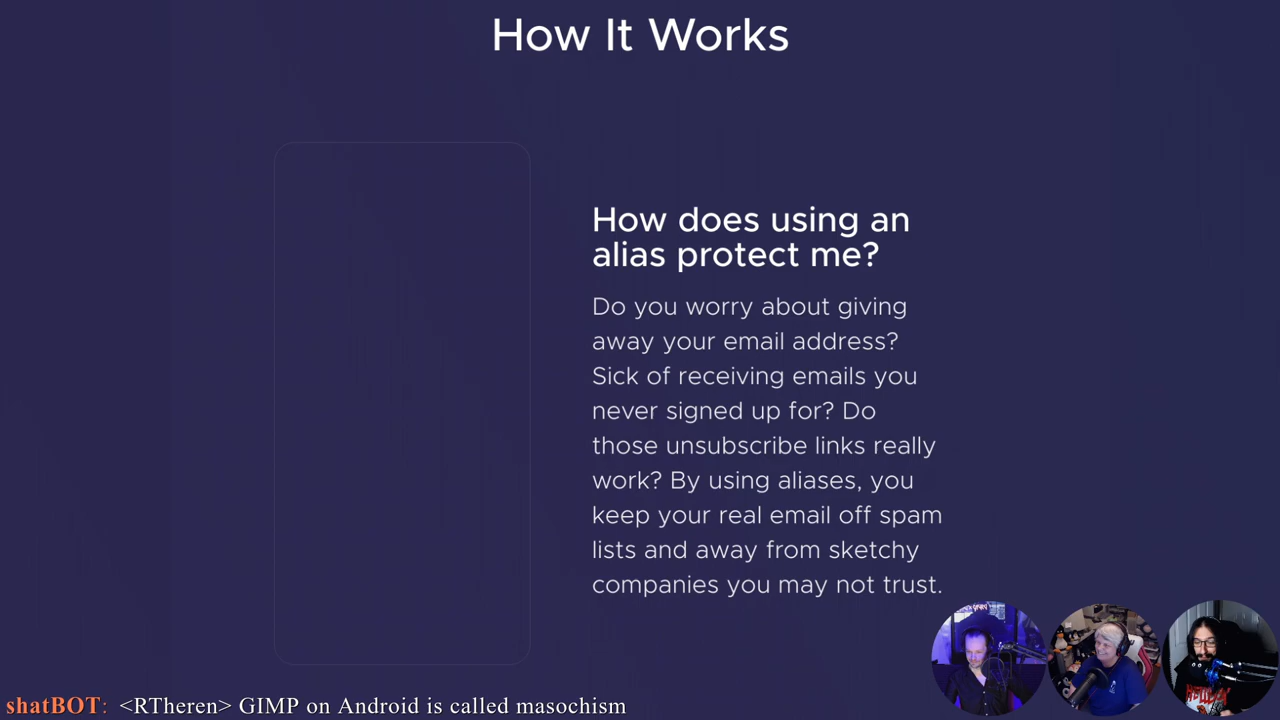 How It Works
How does using an
alias protect me?
Do you worry about giving
away your email address?
Sick of receiving emails you
never signed up for? Do
those unsubscribe links really
work? By using aliases, you
keep your real email off spam
lists and away from sketchy
companies you may not trust.
shatBOT: <RTheren> GIMP on Android is called masochism